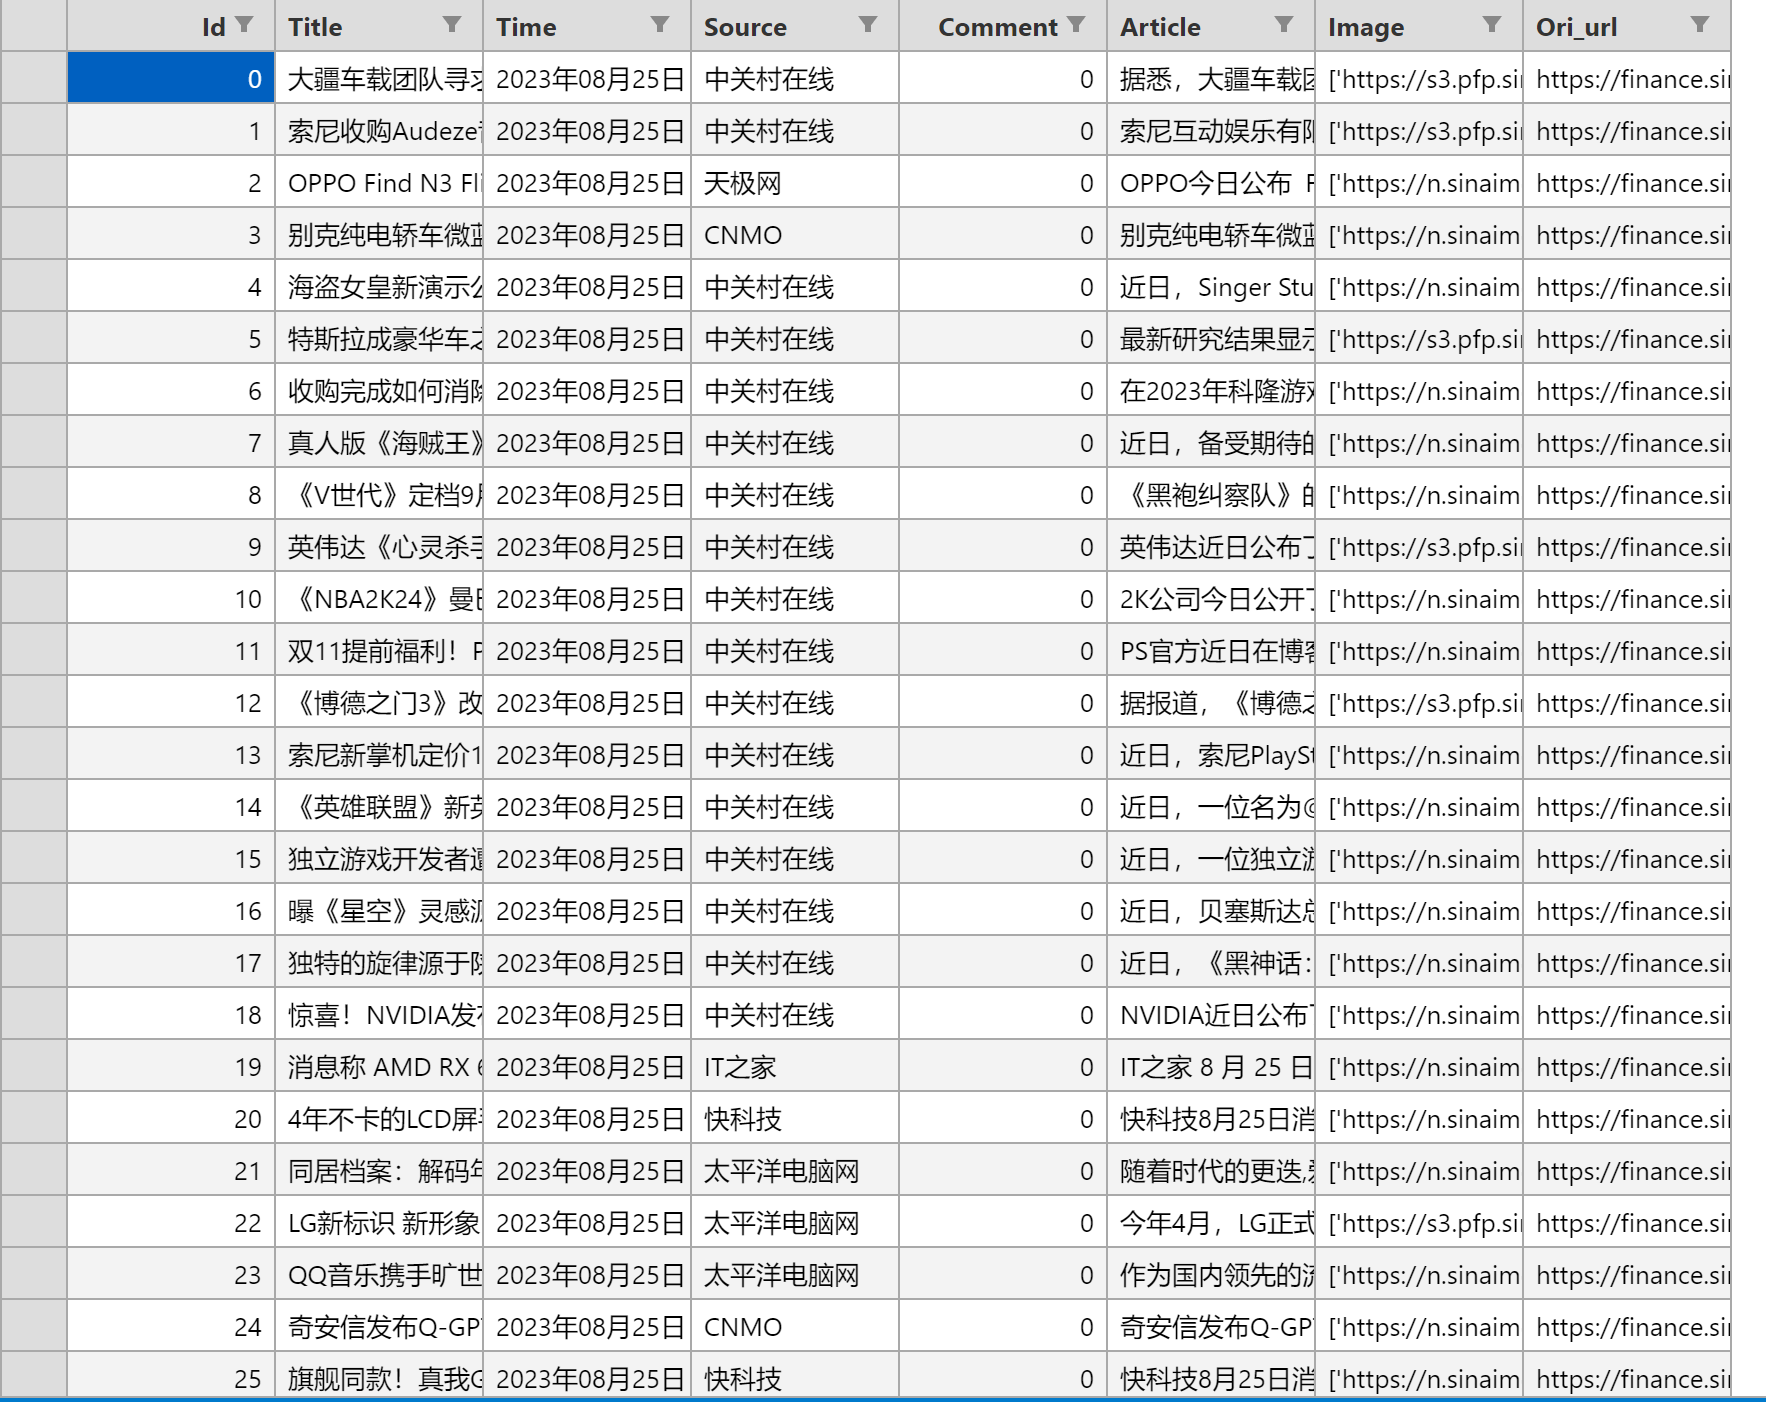 Id Title Time Source Comment Article Image Ori_url
0 大疆车载团队寻 2023年08月25日 中关村在线 0 据悉，大疆车载 ['https://s3.pfp.si https://finance.si
1 索尼收购Audeze 2023年08月25日 中关村在线 0 索尼互动娱乐有 ['https://s3.pfp.si https://finance.si
2 OPPO Find N3 Fli 2023年08月25日 天极网 0 OPPO今日公布 F ['https://n.sinaim https://finance.si
3 别克纯电轿车微蓝 2023年08月25日 CNMO 0 别克纯电轿车微蓝 ['https://n.sinaim https://finance.si
4 海盗女皇新演示 2023年08月25日 中关村在线 0 近日，Singer Stu ['https://n.sinaim https://finance.si
5 特斯拉成豪华车之 2023年08月25日 中关村在线 0 最新研究结果显示 ['https://s3.pfp.si https://finance.si
6 收购完成如何消除 2023年08月25日 中关村在线 0 在2023年科隆游戏 ['https://n.sinaim https://finance.si
7 真人版《海贼王》 2023年08月25日 中关村在线 0 近日，备受期待的 ['https://n.sinaim https://finance.si
8 《V世代》定档9月 2023年08月25日 中关村在线 0 《黑袍纠察队》的 ['https://n.sinaim https://finance.si
9 英伟达《心灵杀手 2023年08月25日 中关村在线 0 英伟达近日公布了 ['https://s3.pfp.si https://finance.si
10 《NBA2K24》曼巴 2023年08月25日 中关村在线 0 2K公司今日公开了 ['https://n.sinaim https://finance.si
11 双11提前福利！P 2023年08月25日 中关村在线 0 PS官方近日在博客 ['https://n.sinaim https://finance.si
12 《博德之门3》改 2023年08月25日 中关村在线 0 据报道，《博德之 ['https://s3.pfp.si https://finance.si
13 索尼新掌机定价1 2023年08月25日 中关村在线 0 近日，索尼PlaySt ['https://n.sinaim https://finance.si
14 《英雄联盟》新英 2023年08月25日 中关村在线 0 近日，一位名为@ ['https://n.sinaim https://finance.si
15 独立游戏开发者遭 2023年08月25日 中关村在线 0 近日，一位独立游 ['https://n.sinaim https://finance.si
16 曝《星空》灵感源 2023年08月25日 中关村在线 0 近日，贝塞斯达总 ['https://n.sinaim https://finance.si
17 独特的旋律源于陕 2023年08月25日 中关村在线 0 近日，《黑神话： ['https://n.sinaim https://finance.si
18 惊喜！NVIDIA发布 2023年08月25日 中关村在线 0 NVIDIA近日公布了 ['https://n.sinaim https://finance.si
19 消息称 AMD RX 6 2023年08月25日 IT之家 0 IT之家 8 月 25 日 ['https://n.sinaim https://finance.si
20 4年不卡的LCD屏手 2023年08月25日 快科技 0 快科技8月25日消 ['https://n.sinaim https://finance.si
21 同居档案：解码年 2023年08月25日 太平洋电脑网 0 随着时代的更迭, ['https://n.sinaim https://finance.si
22 LG新标识 新形象 2023年08月25日 太平洋电脑网 0 今年4月，LG正式 ['https://s3.pfp.si https://finance.si
23 QQ音乐携手旷世 2023年08月25日 太平洋电脑网 0 作为国内领先的流 ['https://n.sinaim https://finance.si
24 奇安信发布Q-GPT 2023年08月25日 CNMO 0 奇安信发布Q-GPT ['https://n.sinaim https://finance.si
25 旗舰同款！真我G 2023年08月25日 快科技 0 快科技8月25日消 ['https://n.sinaim https://finance.si